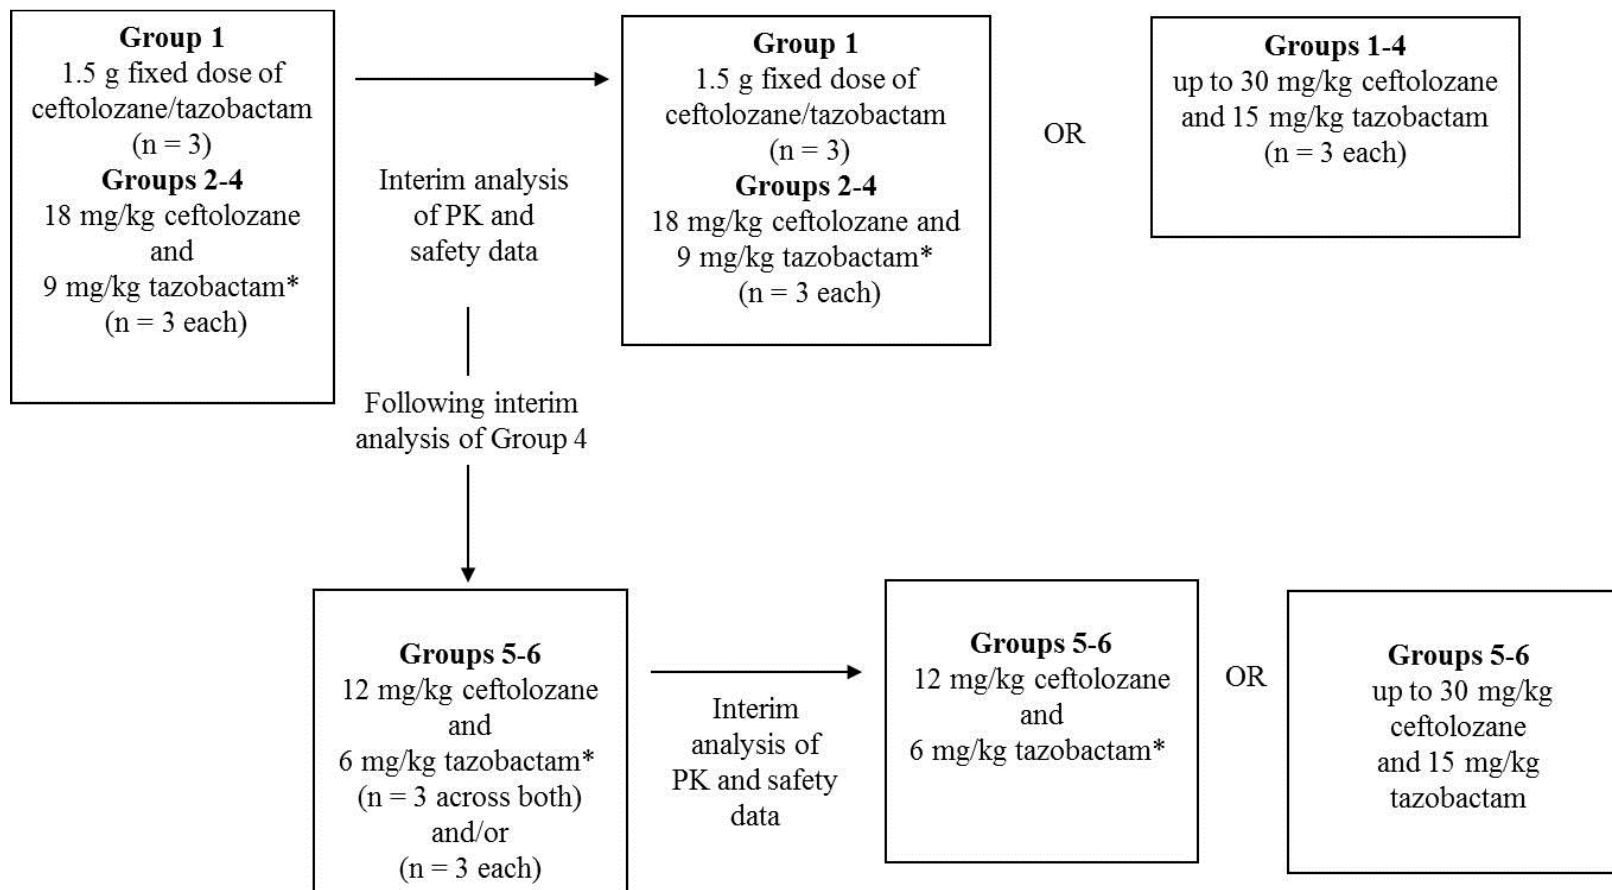 Group 1
1.5 g fixed dose of
ceftolozane/tazobactam
(n = 3)
Groups 2-4
18 mg/kg ceftolozane
and
9 mg/kg tazobactam*
(n = 3 each)
Interim analysis
of PK and
safety data
Group 1
1.5 g fixed dose of
ceftolozane/tazobactam
(n = 3)
Groups 2-4
18 mg/kg ceftolozane and
9 mg/kg tazobactam*
(n = 3 each)
OR
Groups 1-4
up to 30 mg/kg ceftolozane
and 15 mg/kg tazobactam
(n = 3 each)
Following interim
analysis of Group 4
Groups 5-6
12 mg/kg ceftolozane
and
6 mg/kg tazobactam*
(n = 3 across both)
and/or
(n = 3 each)
Interim
analysis of
PK and safety
data
Groups 5-6
12 mg/kg ceftolozane
and
6 mg/kg tazobactam*
OR
Groups 5-6
up to 30 mg/kg
ceftolozane
and 15 mg/kg
tazobactam